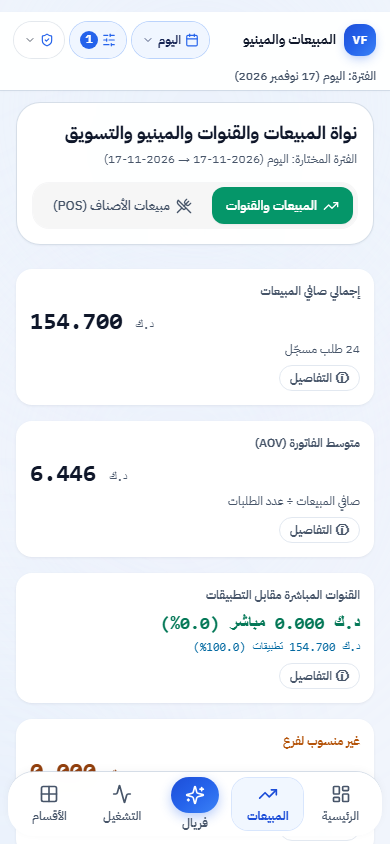 VF
المبيعات والمينيو
اليوم
1
الفترة: اليوم (17 نوفمبر 2026)
نواة المبيعات والقنوات والمينيو والتسويق
الفترة المختارة: اليوم (2026-11-17 → 2026-11-17)
المبيعات والقنوات
مبيعات الأصناف (POS)
إجمالي صافي المبيعات
154.700 د.ك
24 طلب مسجّل
التفاصيل
متوسط الفاتورة (AOV)
6.446 د.ك
صافي المبيعات ÷ عدد الطلبات
التفاصيل
القنوات المباشرة مقابل التطبيقات
د.ك 0.000 مباشر (0.0%)
د.ك 154.700 تطبيقات (100.0%)
التفاصيل
غير منسوب لفرع
الرئيسية
المبيعات
فريال
التشغيل
الأقسام